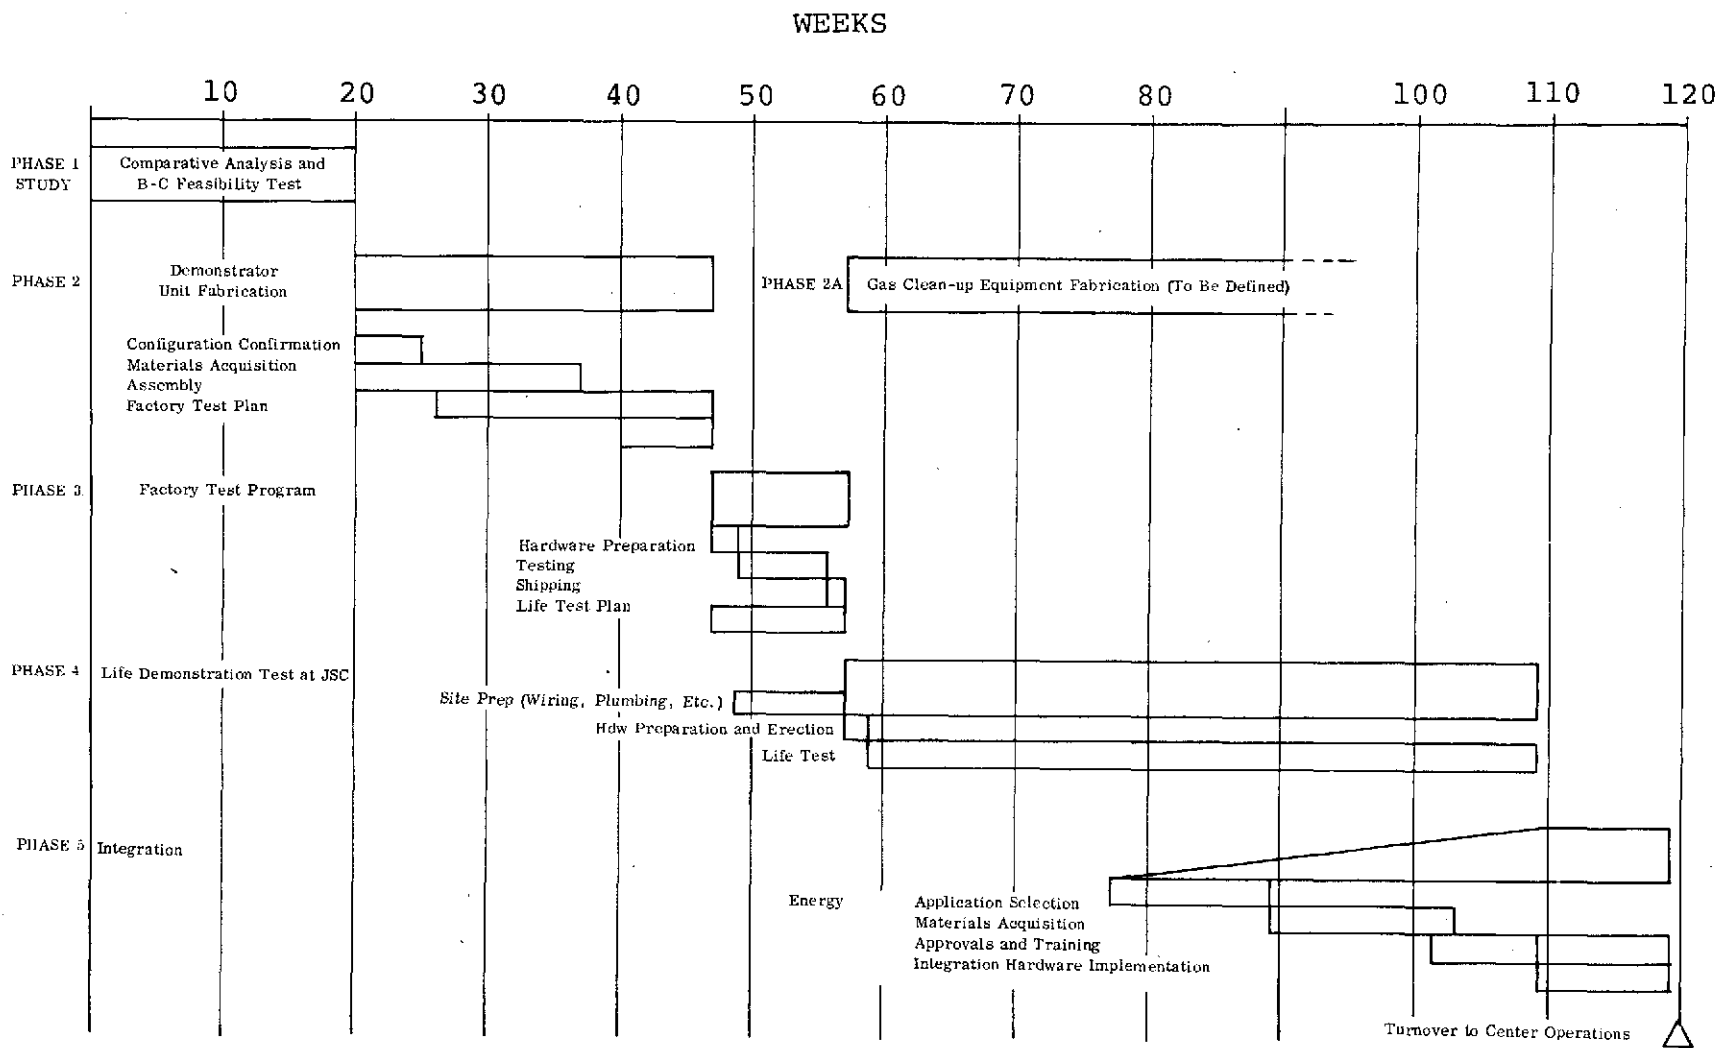 WEEKS
10 20 30 40 50 60 70 80 100 110 120
PHASE 1
STUDY
Comparative Analysis and
B-C Feasibility Test
PHASE 2
Demonstrator
Unit Fabrication
PHASE 2A
Gas Clean-up Equipment Fabrication (To Be Defined)
Configuration Confirmation
Materials Acquisition
Assembly
Factory Test Plan
PHASE 3
Factory Test Program
Hardware Preparation
Testing
Shipping
Life Test Plan
PHASE 4
Life Demonstration Test at JSC
Site Prep (Wiring, Plumbing, Etc.)
Hdw Preparation and Erection
Life Test
PHASE 5
Integration
Energy
Application Selection
Materials Acquisition
Approvals and Training
Integration Hardware Implementation
Turnover to Center Operations